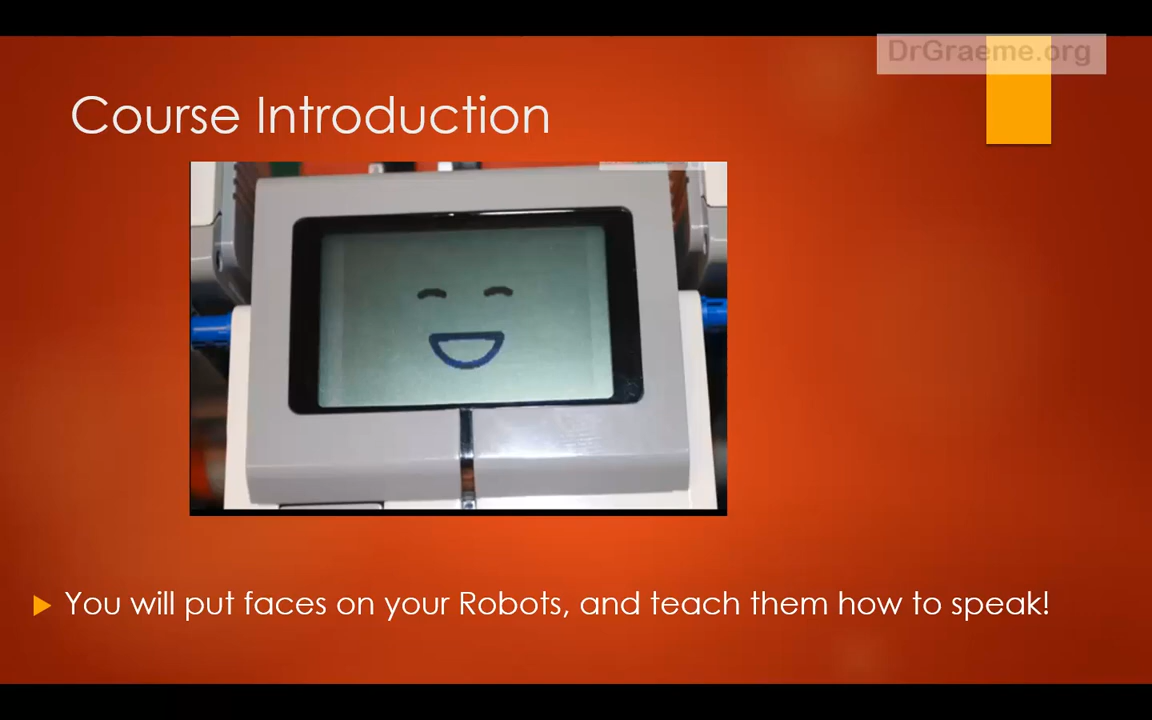 DrGraeme.org
Course Introduction
You will put faces on your Robots, and teach them how to speak!